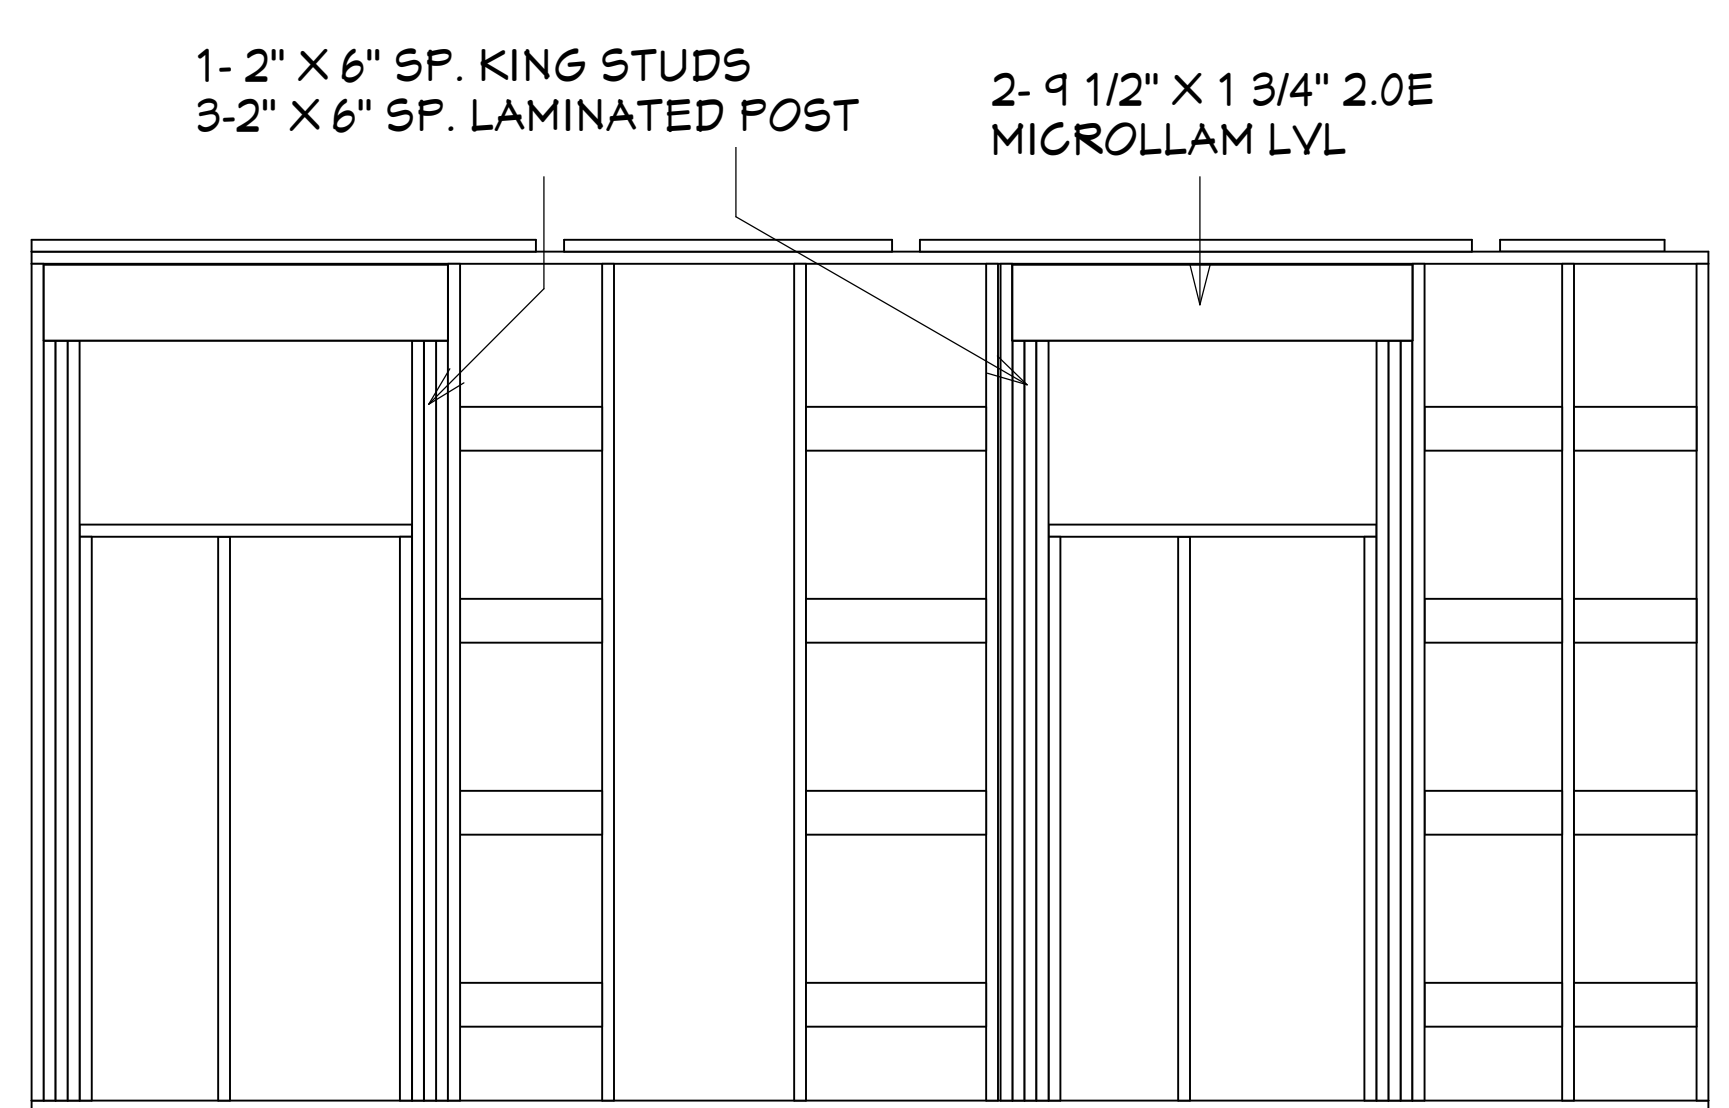 1- 2" X 6" SP. KING STUDS
3-2" X 6" SP. LAMINATED POST
2- 9 1/2" X 1 3/4" 2.0E
MICROLLAM LVL